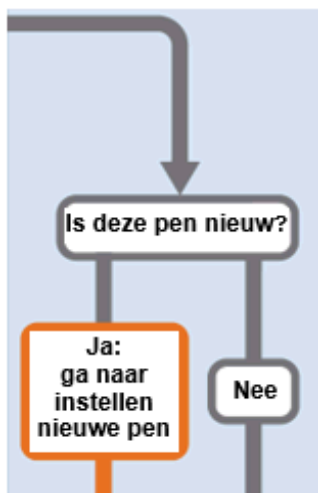 Is deze pen nieuw?
Ja:
ga naar
instellen
nieuwe pen
Nee